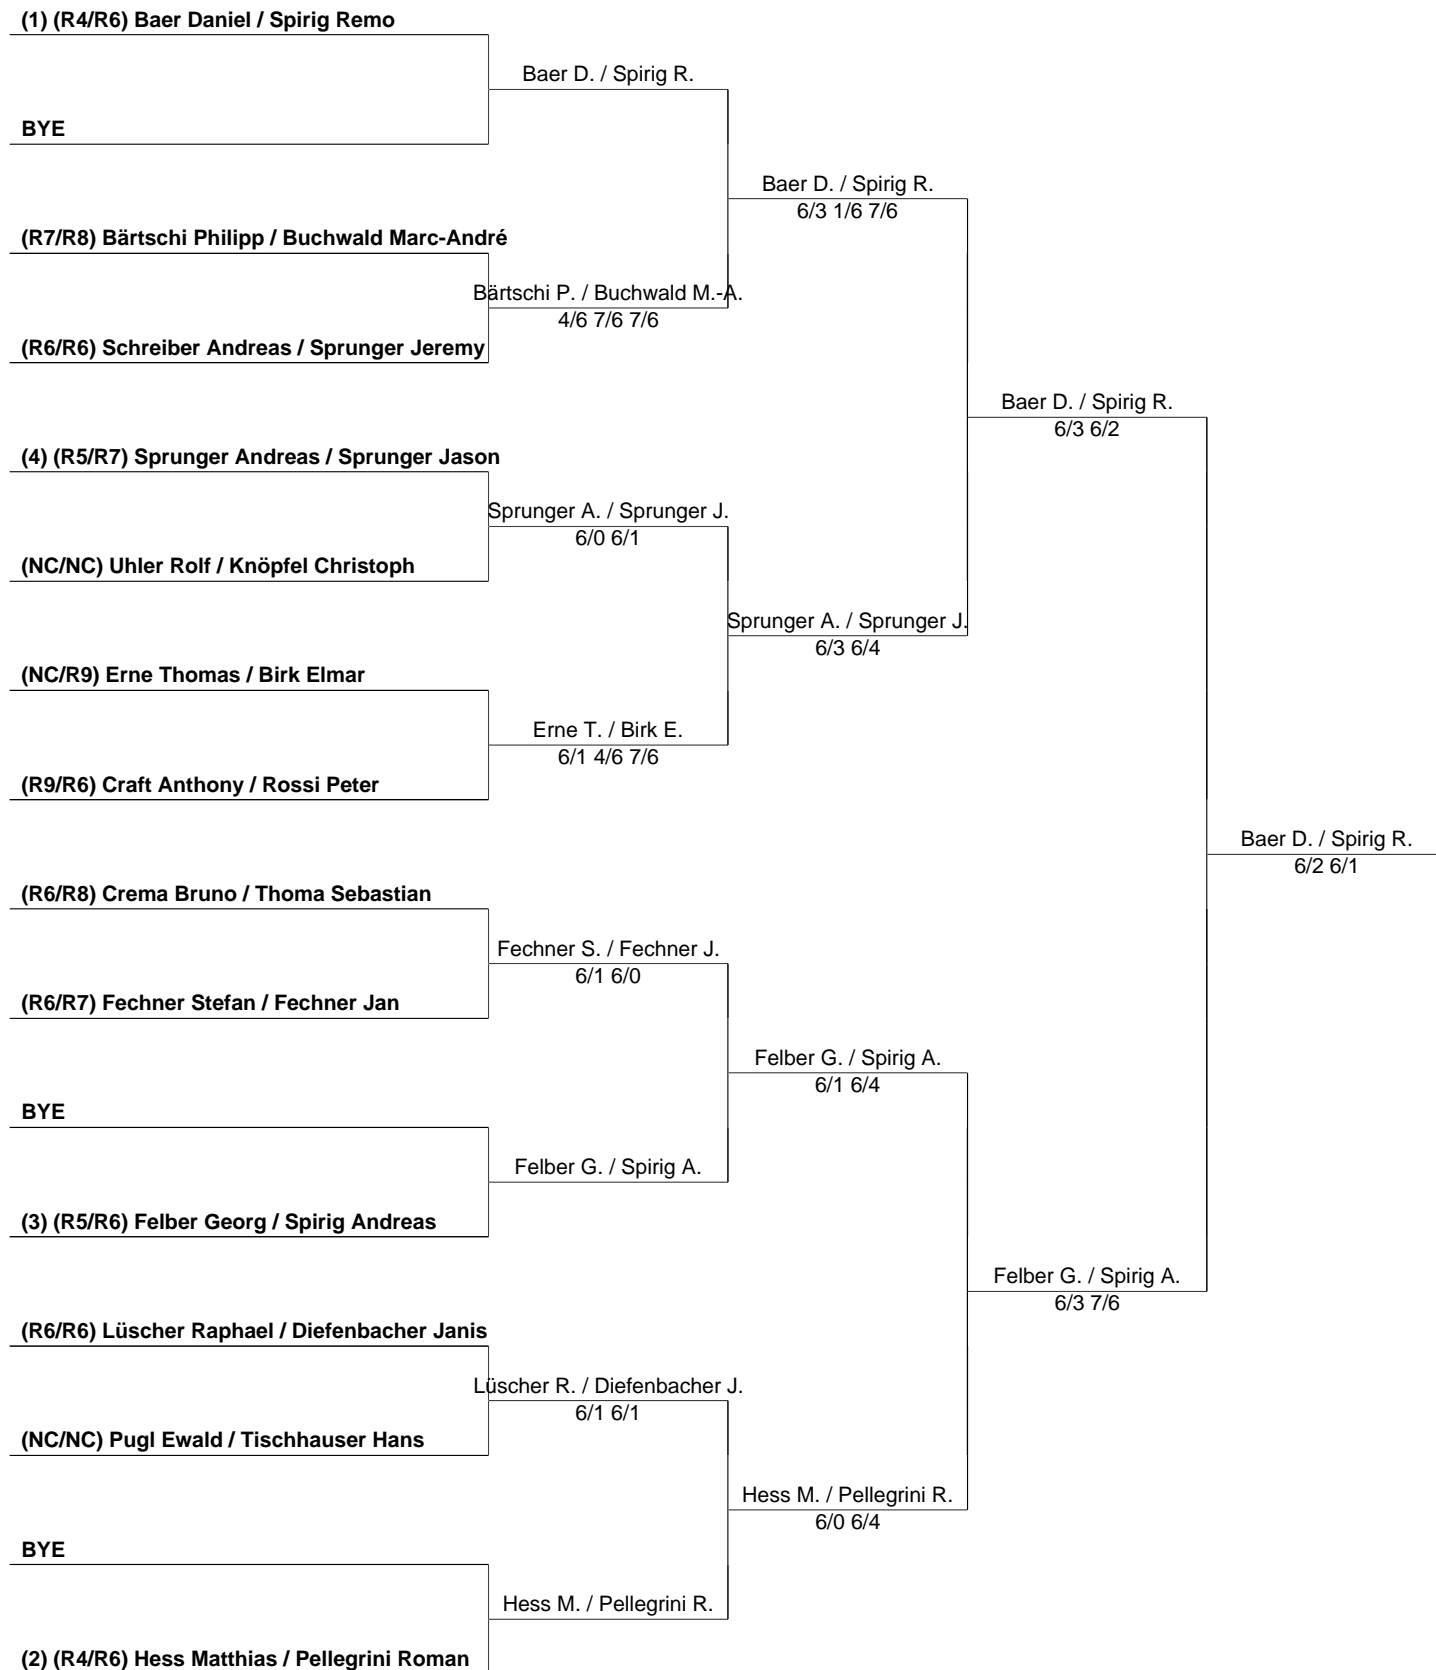 (1) (R4/R6) Baer Daniel / Spirig Remo
Baer D. / Spirig R.
BYE
Baer D. / Spirig R.
6/3 1/6 7/6
(R7/R8) Bärtschi Philipp / Buchwald Marc-André
Bärtschi P. / Buchwald M.-A.
4/6 7/6 7/6
(R6/R6) Schreiber Andreas / Sprunger Jeremy
Baer D. / Spirig R.
6/3 6/2
(4) (R5/R7) Sprunger Andreas / Sprunger Jason
Sprunger A. / Sprunger J.
6/0 6/1
(NC/NC) Uhler Rolf / Knöpfel Christoph
Sprunger A. / Sprunger J.
6/3 6/4
(NC/R9) Erne Thomas / Birk Elmar
Erne T. / Birk E.
6/1 4/6 7/6
(R9/R6) Craft Anthony / Rossi Peter
Baer D. / Spirig R.
6/2 6/1
(R6/R8) Crema Bruno / Thoma Sebastian
Fechner S. / Fechner J.
6/1 6/0
(R6/R7) Fechner Stefan / Fechner Jan
Felber G. / Spirig A.
6/1 6/4
BYE
Felber G. / Spirig A.
(3) (R5/R6) Felber Georg / Spirig Andreas
Felber G. / Spirig A.
6/3 7/6
(R6/R6) Lüscher Raphael / Diefenbacher Janis
Lüscher R. / Diefenbacher J.
6/1 6/1
(NC/NC) Pugl Ewald / Tischhauser Hans
Hess M. / Pellegrini R.
6/0 6/4
BYE
Hess M. / Pellegrini R.
(2) (R4/R6) Hess Matthias / Pellegrini Roman